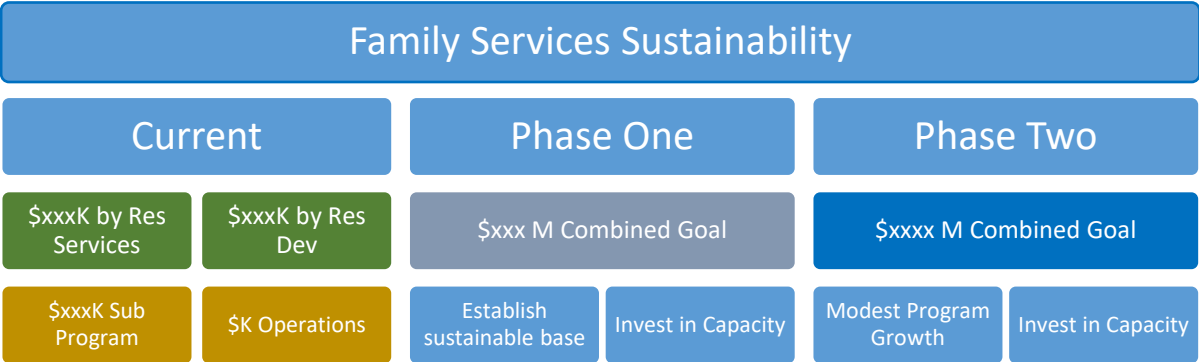 Family Services Sustainability
Current
Phase One
Phase Two
$xxxK by Res
Services
$xxxK by Res
Dev
$xxx M Combined Goal
$xxxx M Combined Goal
$xxxK Sub
Program
$K Operations
Establish
sustainable base
Invest in Capacity
Modest Program
Growth
Invest in Capacity